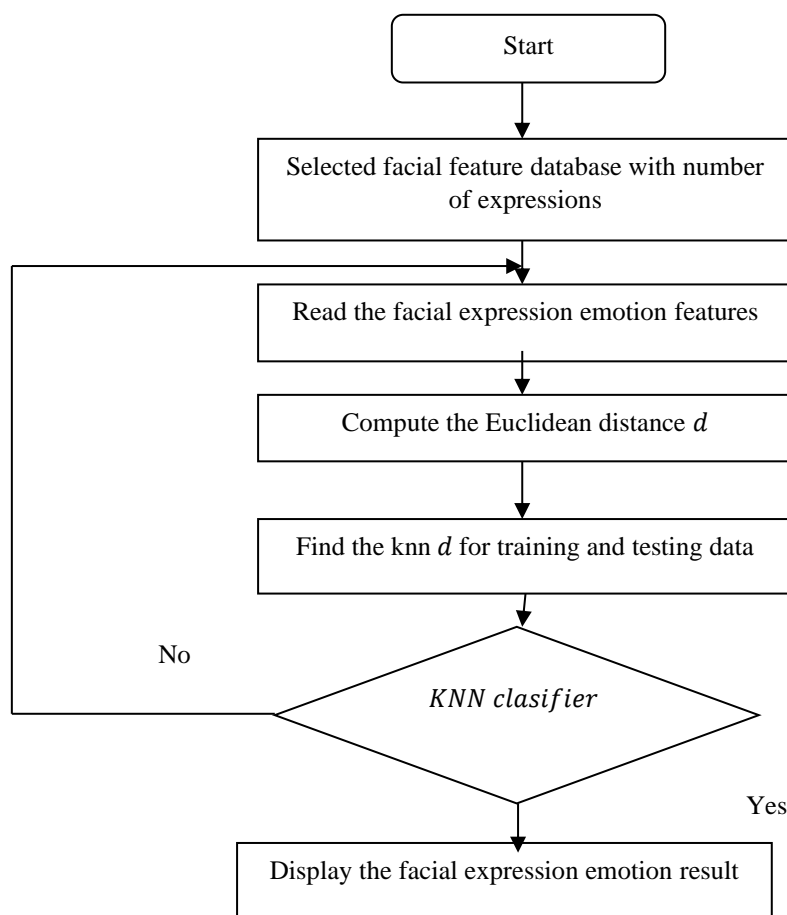 Start
Selected facial feature database with number
of expressions
Read the facial expression emotion features
Compute the Euclidean distance 𝑑
Find the knn 𝑑 for training and testing data
No
𝐾𝑁𝑁 𝑐𝑙𝑎𝑠𝑖𝑓𝑖𝑒𝑟
Yes
Display the facial expression emotion result